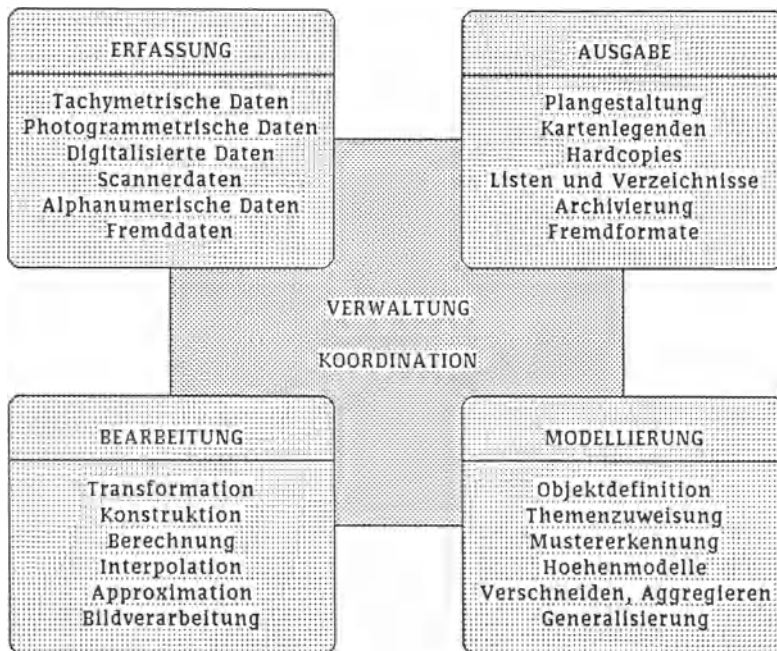 ERFASSUNG
Tachymetrische Daten
Photogrammetrische Daten
Digitalisierte Daten
Scannerdaten
Alphanumerische Daten
Fremddaten
AUSGABE
Plangestaltung
Kartenlegenden
Hardcopies
Listen und Verzeichnisse
Archivierung
Fremdformate
VERWALTUNG
KOORDINATION
BEARBEITUNG
Transformation
Konstruktion
Berechnung
Interpolation
Approximation
Bildverarbeitung
MODELLIERUNG
Objektdefinition
Themenzuweisung
Mustererkennung
Hoehenmodelle
Verschneiden, Aggregieren
Generalisierung